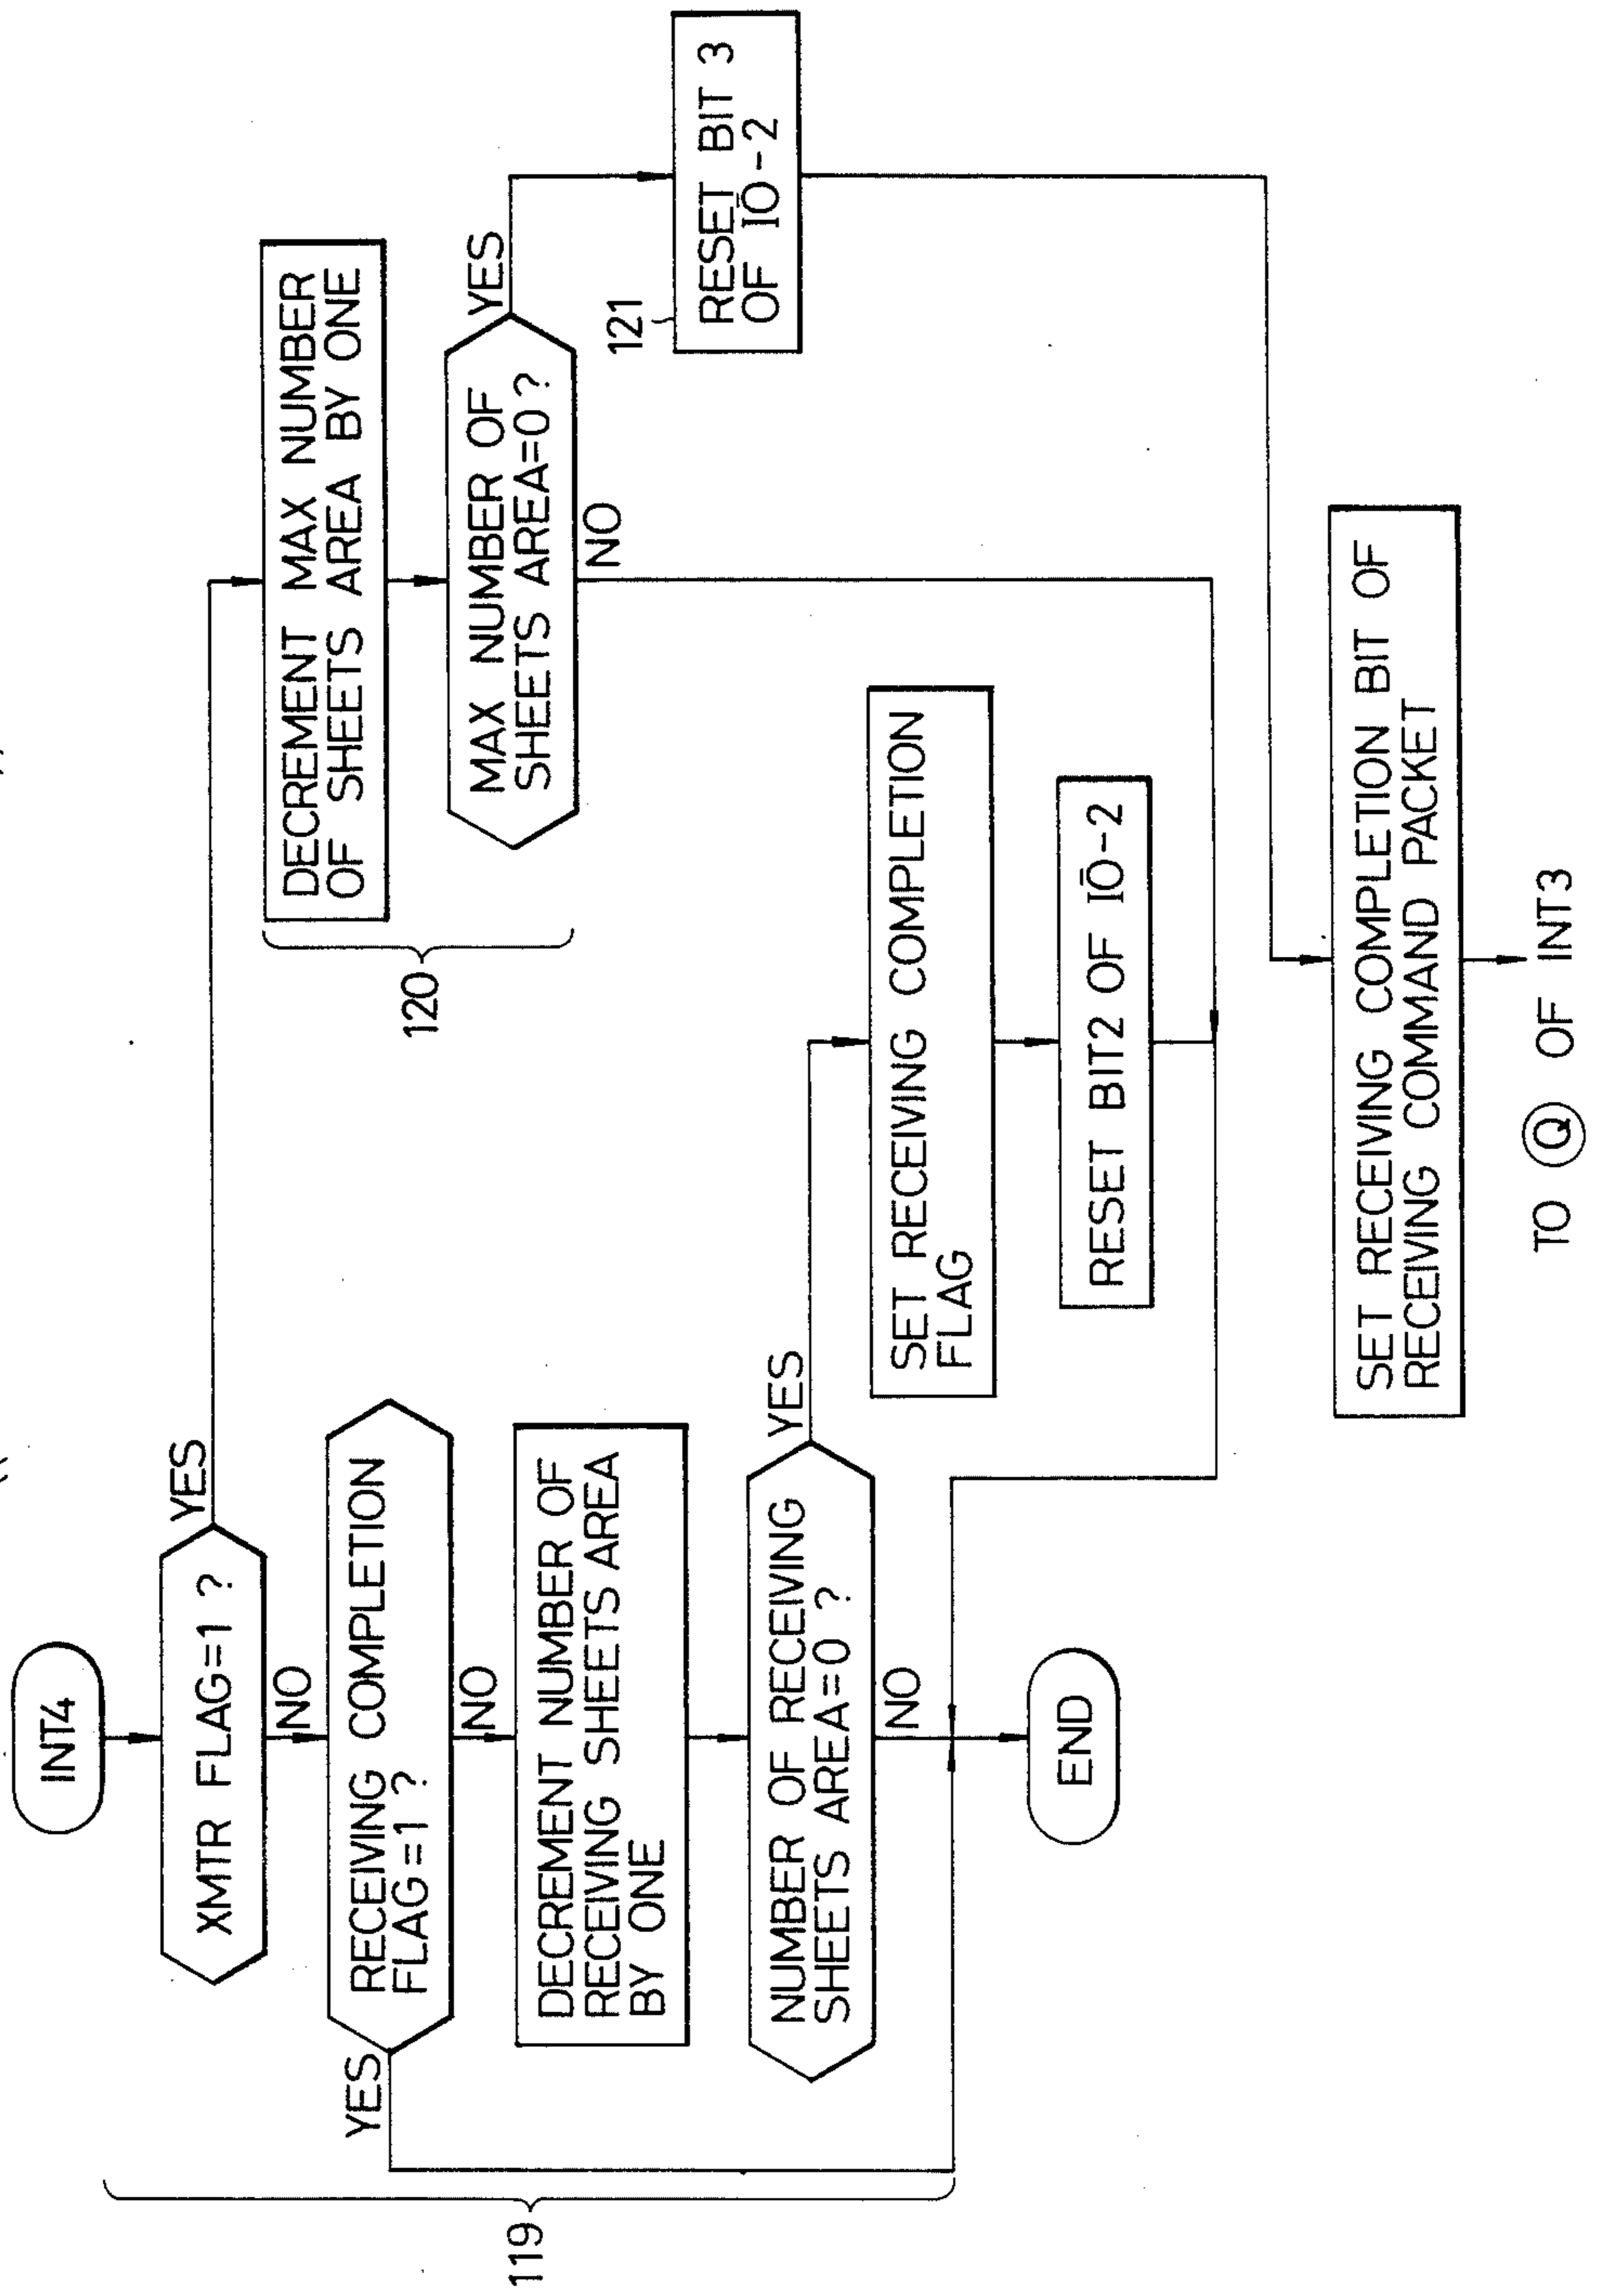 INT4
XMTR FLAG=1 ?
YES
NO
RECEIVING COMPLETION
FLAG=1 ?
YES
NO
DECREMENT NUMBER OF
RECEIVING SHEETS AREA
BY ONE
NUMBER OF RECEIVING
SHEETS AREA=0 ?
YES
NO
END
119
DECREMENT MAX NUMBER
OF SHEETS AREA BY ONE
MAX NUMBER OF
SHEETS AREA=0 ?
YES
NO
120
121
RESET BIT 3
OF IŌ-2
SET RECEIVING COMPLETION
FLAG
RESET BIT2 OF IŌ-2
SET RECEIVING COMPLETION BIT OF
RECEIVING COMMAND PACKET
TO Q OF INT3